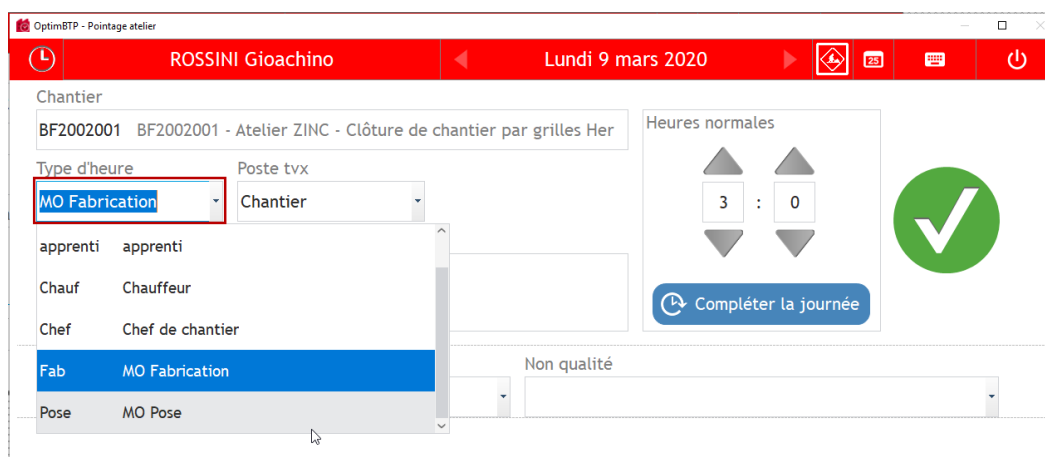 OptimBTP - Pointage atelier
ROSSINI Gioachino
Lundi 9 mars 2020
25
Chantier
BF2002001 BF2002001 - Atelier ZINC - Clôture de chantier par grilles Her
Heures normales
Type d'heure Poste tvx
MO Fabrication Chantier
3 : 0
apprenti apprenti
Chauf Chauffeur
Compléter la journée
Chef Chef de chantier
Non qualité
Fab MO Fabrication
Pose MO Pose